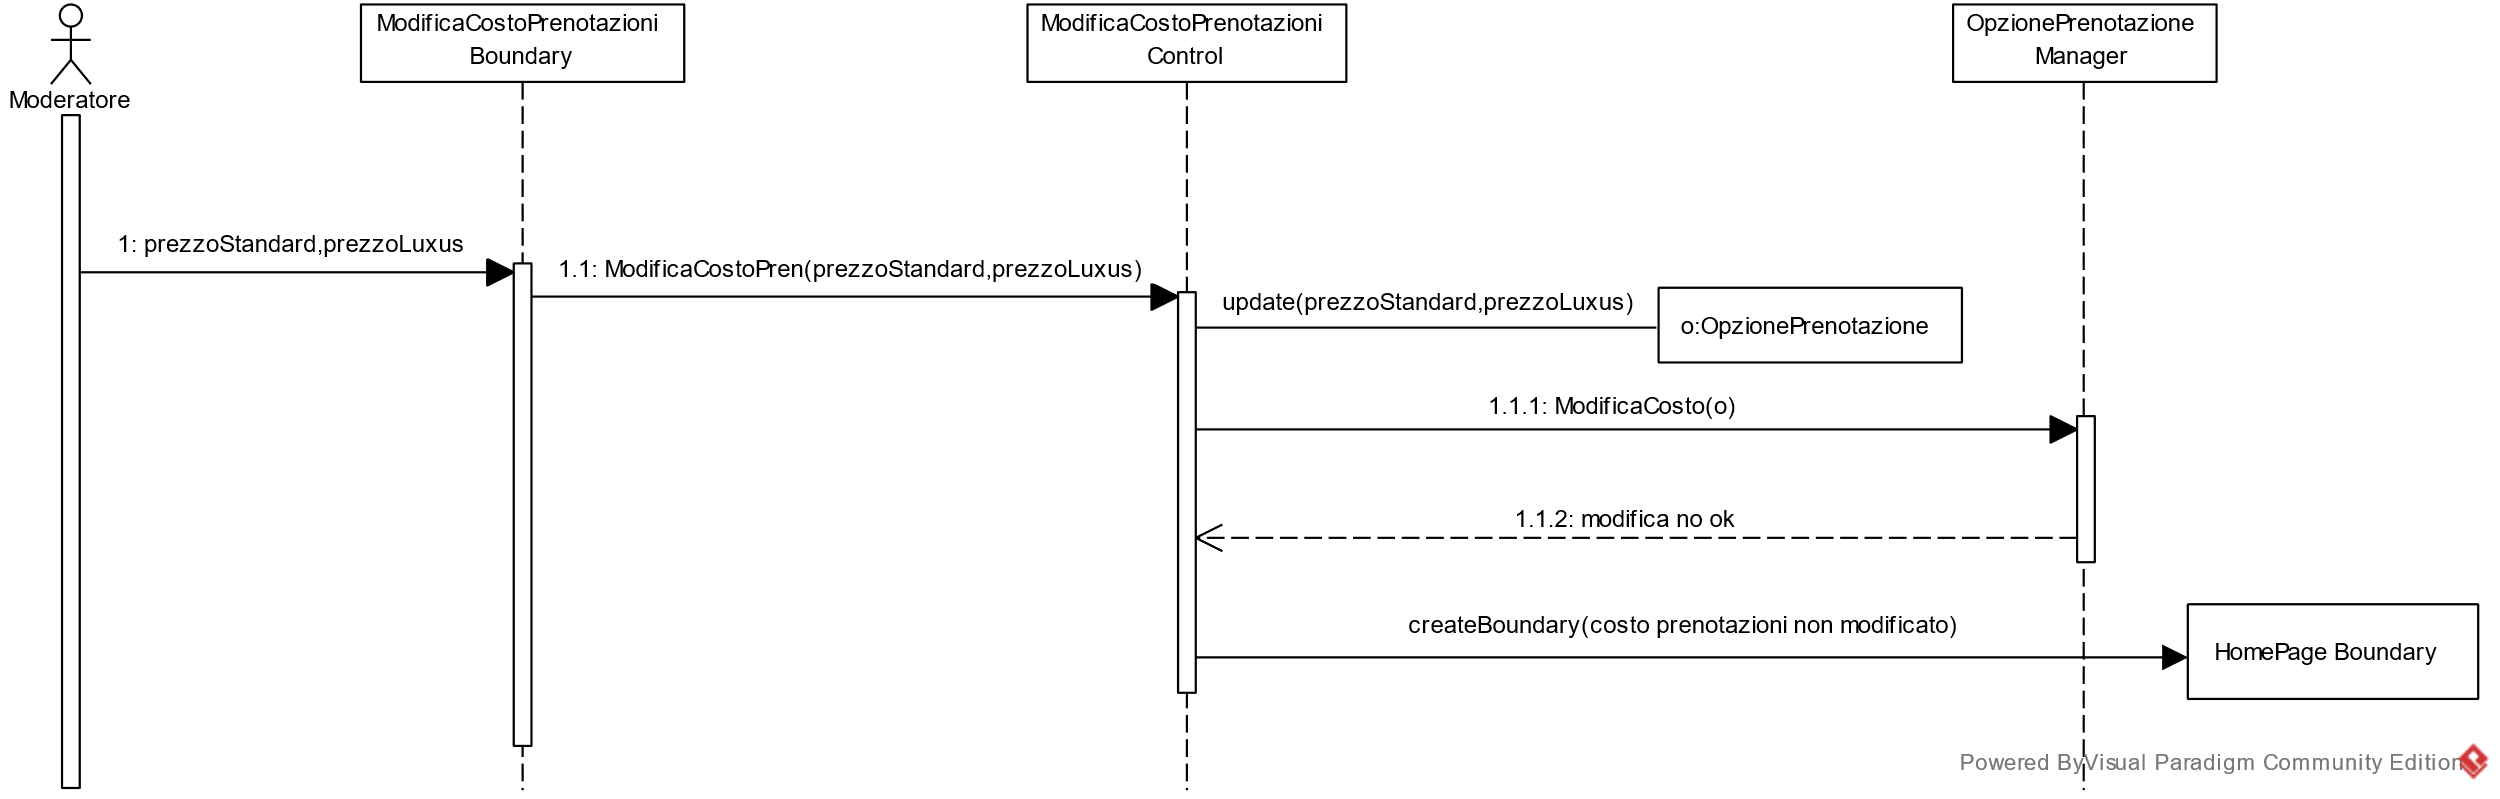 ModificaCostoPrenotazioni
Boundary
ModificaCostoPrenotazioni
Control
OpzionePrenotazione
Manager
Moderatore
1: prezzoStandard,prezzoLuxus
1.1: ModificaCostoPren(prezzoStandard,prezzoLuxus)
update(prezzoStandard,prezzoLuxus)
o:OpzionePrenotazione
1.1.1: ModificaCosto(o)
1.1.2: modifica no ok
createBoundary(costo prenotazioni non modificato)
HomePage Boundary
Powered ByVisual Paradigm Community Edition